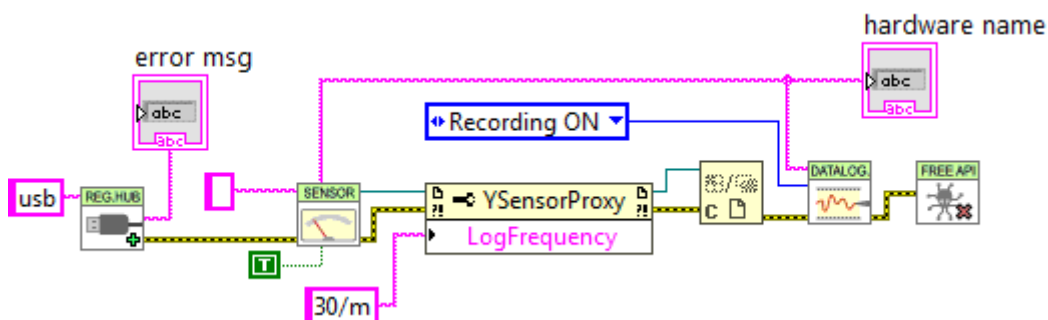 hardware name
error msg
abc
abc
abc
abc
Recording ON
usb
REG.HUB
SENSOR
YSensorProxy
DATALOG.
FREE API
LogFrequency
C
T
30/m